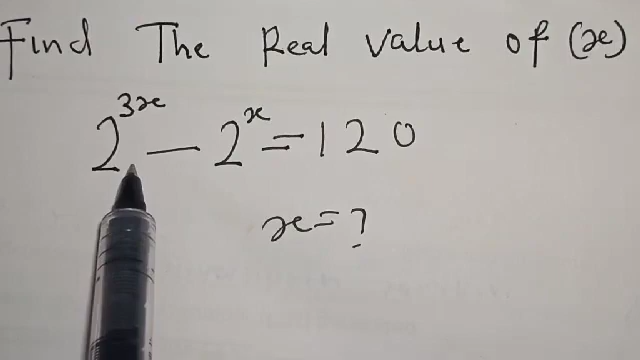 Find The Real value of (x)
2^{3x} — 2^x = 120
x = ?